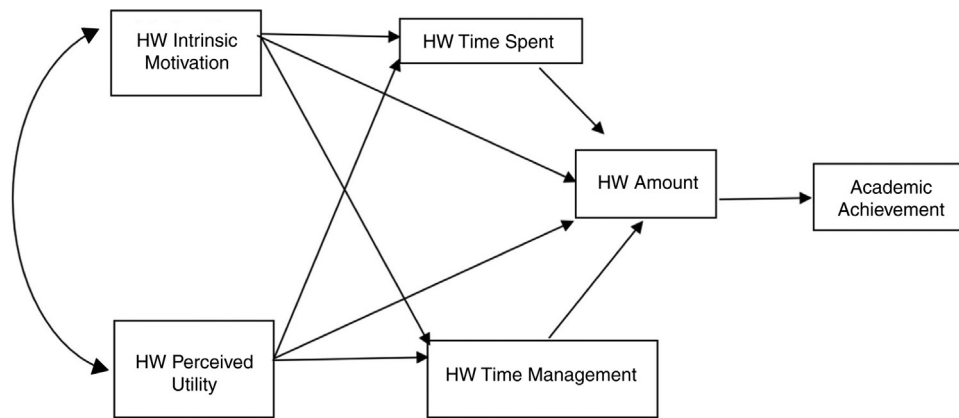 HW Intrinsic
Motivation
HW Time Spent
HW Amount
Academic
Achievement
HW Perceived
Utility
HW Time Management